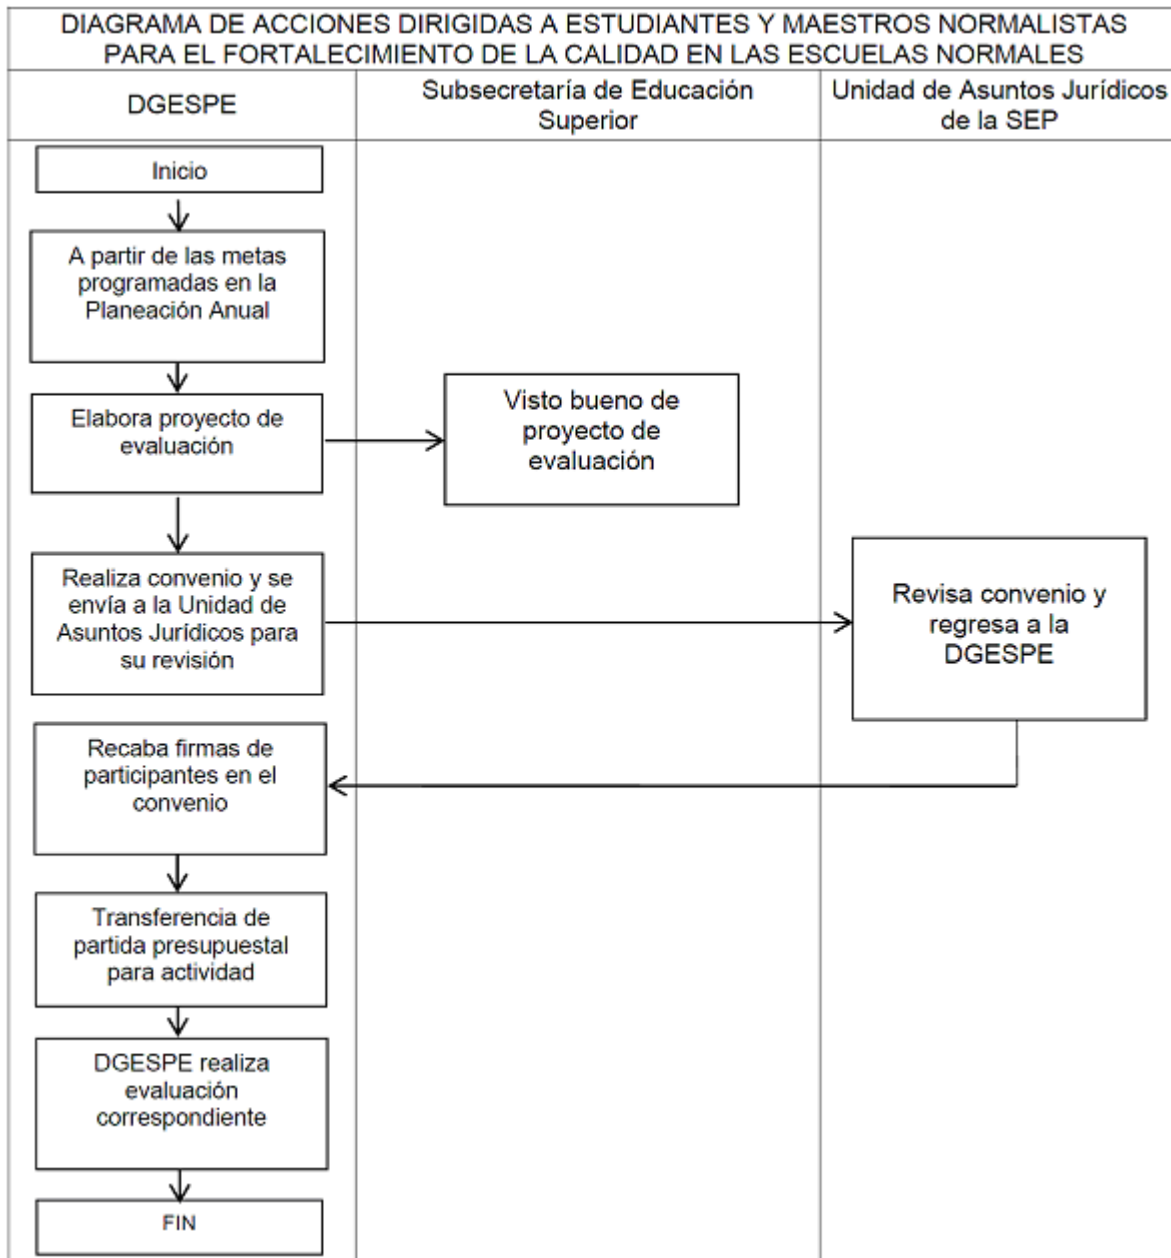 DIAGRAMA DE ACCIONES DIRIGIDAS A ESTUDIANTES Y MAESTROS NORMALISTAS
PARA EL FORTALECIMIENTO DE LA CALIDAD EN LAS ESCUELAS NORMALES
DGESPE
Subsecretaría de Educación
Superior
Unidad de Asuntos Jurídicos
de la SEP
Inicio
A partir de las metas
programadas en la
Planeación Anual
Elabora proyecto de
evaluación
Visto bueno de
proyecto de
evaluación
Realiza convenio y se
envía a la Unidad de
Asuntos Jurídicos para
su revisión
Revisa convenio y
regresa a la
DGESPE
Recaba firmas de
participantes en el
convenio
Transferencia de
partida presupuestal
para actividad
DGESPE realiza
evaluación
correspondiente
FIN